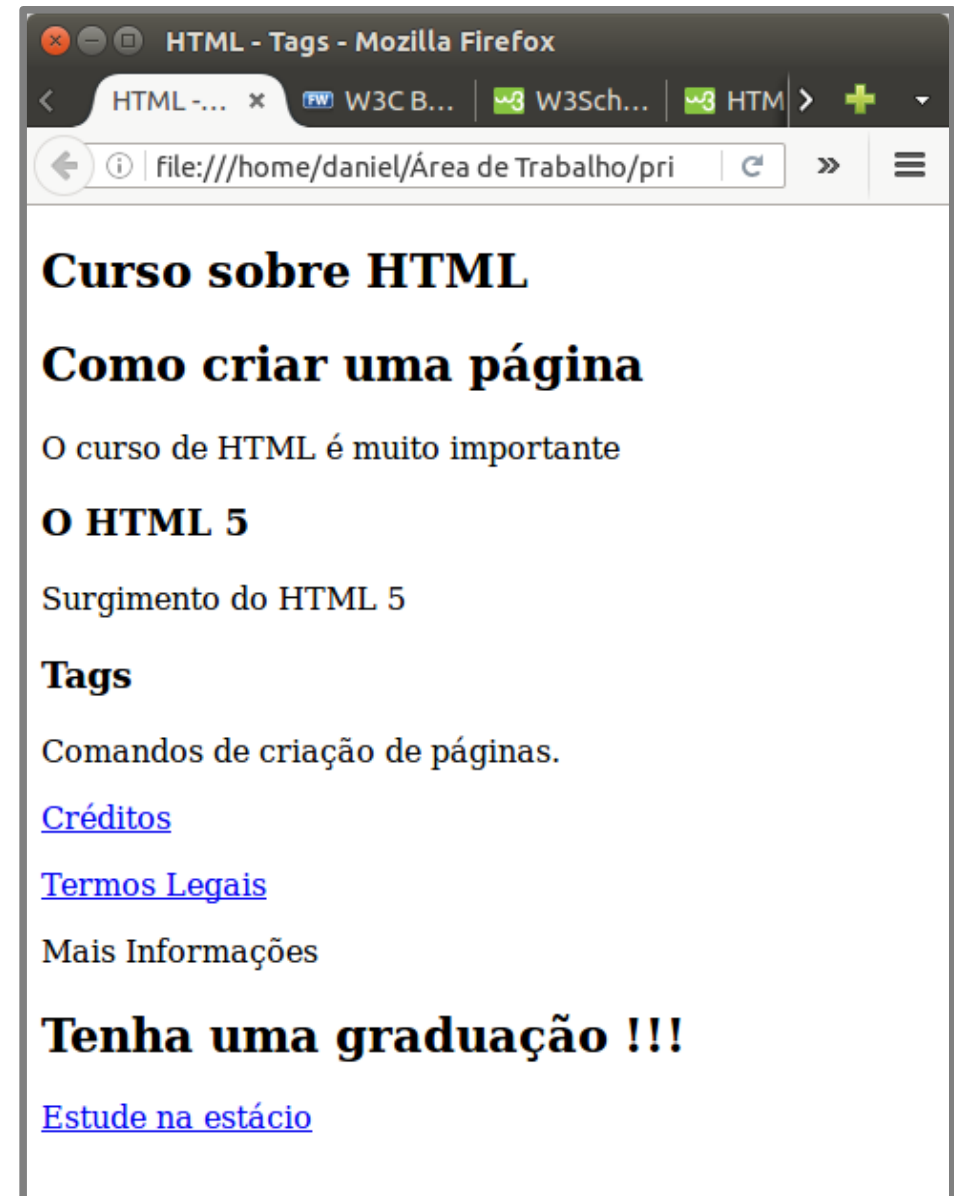 HTML - Tags - Mozilla Firefox
HTML -... W3C B... W3Sch... HTM
file:///home/daniel/Área de Trabalho/pri
Curso sobre HTML
Como criar uma página
O curso de HTML é muito importante
O HTML 5
Surgimento do HTML 5
Tags
Comandos de criação de páginas.
Créditos
Termos Legais
Mais Informações
Tenha uma graduação !!!
Estude na estácio